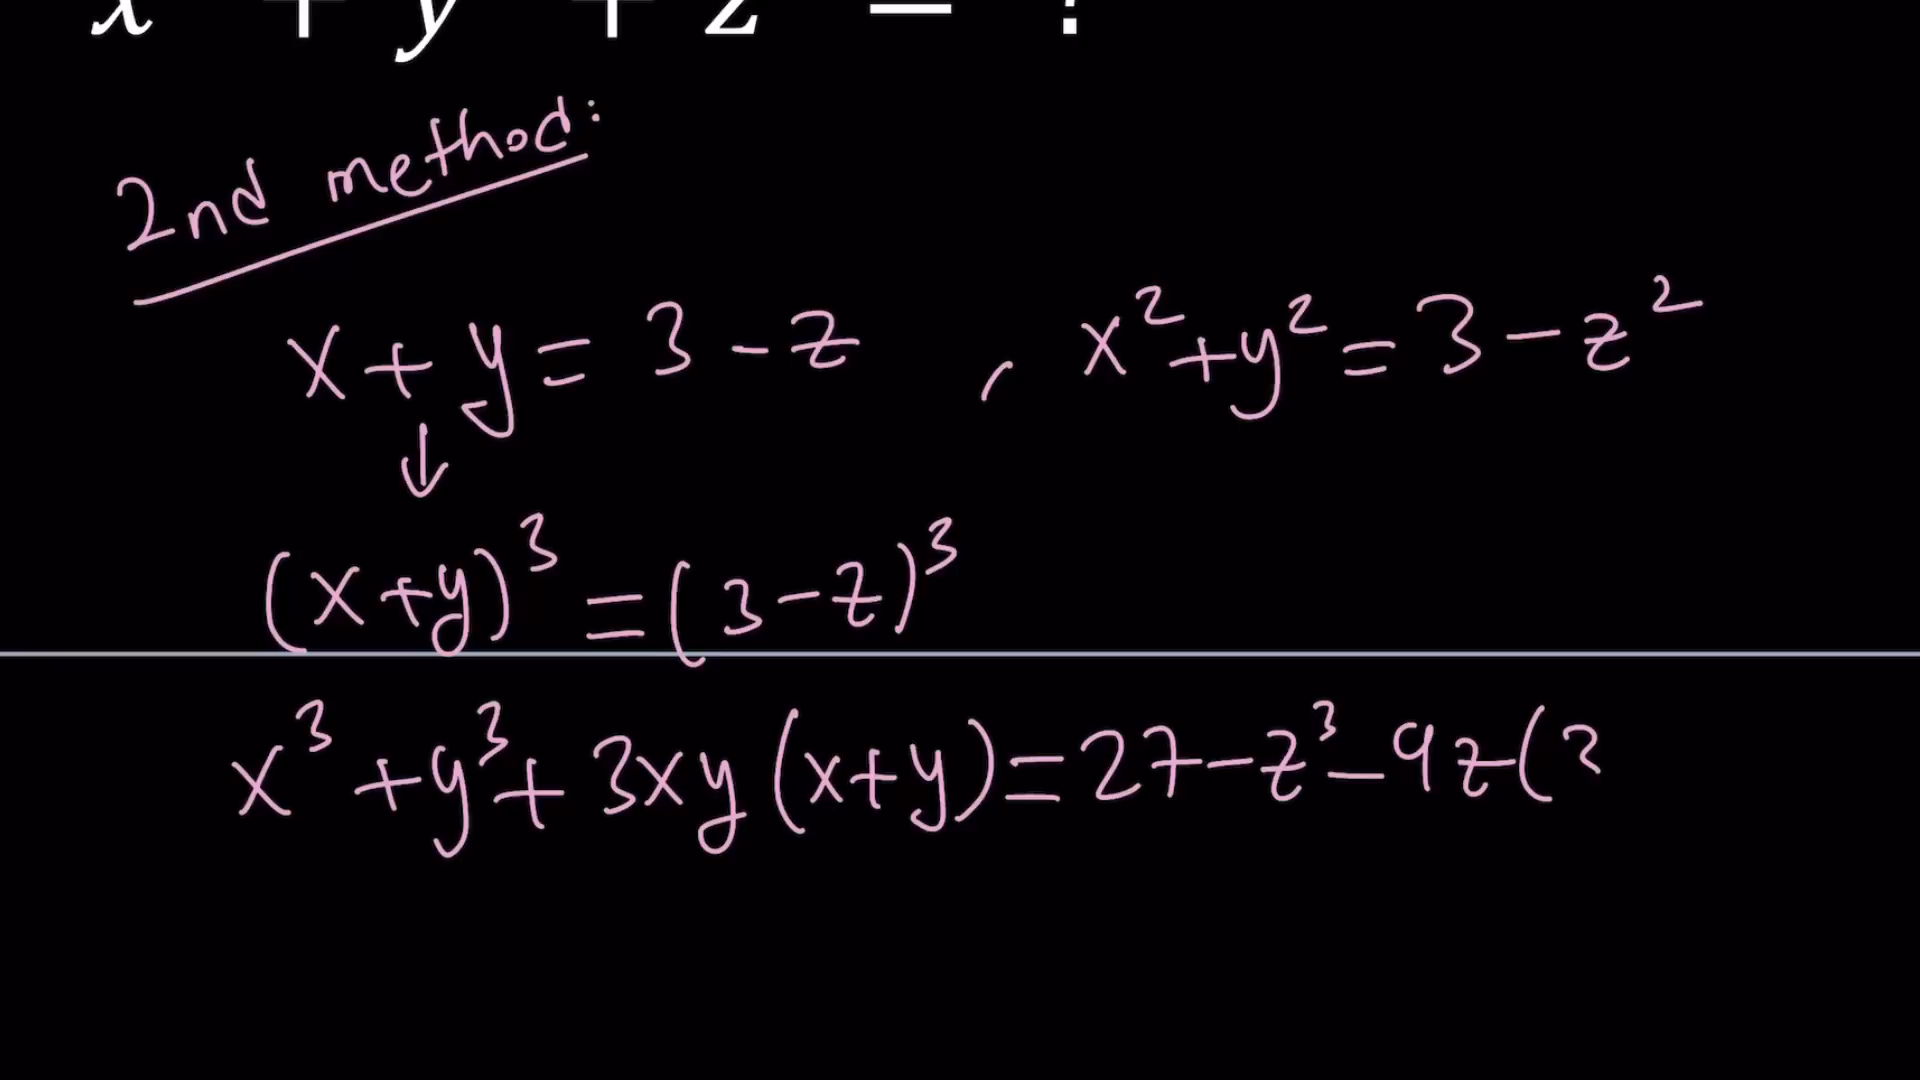 x + y + z = ?
2nd method:
x + y = 3 - z , x² + y² = 3 - z²
↓
(x+y)³ = (3-z)³
x³ + y³ + 3xy(x+y) = 27 - z³ - 9z(3